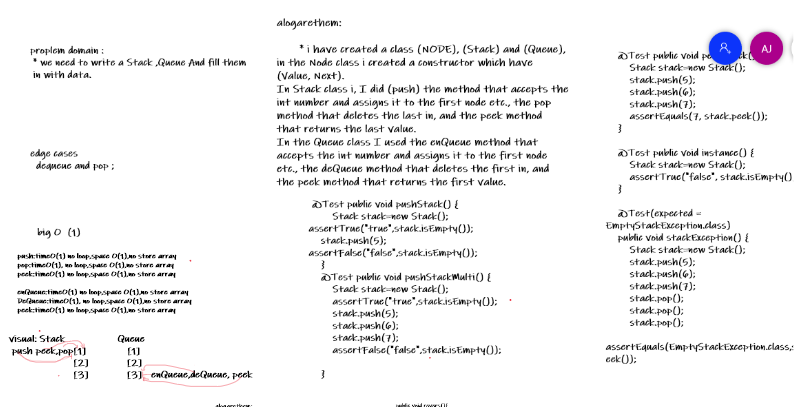 proplem domain :
* we need to write a Stack ,Queue And fill them
in with data.
edge cases
dequeue and pop ;
big O (1)
push:timeO(1) no loop,space O(1),no store array
pop:timeO(1), no loop,space O(1),no store array
peek:timeO(1) no loop,space O(1),no store array
enQueue:timeO(1) no loop,space O(1),no store array
DeQueue:timeO(1), no loop,space O(1),no store array
peek:timeO(1) no loop,space O(1),no store array
visual: Stack Queue
push peek,pop[1] [1]
[2] [2]
[3] [3] enQueue,deQueue, peek
alogarethem:
* i have created a class (NODE), (Stack) and (Queue),
in the Node class i created a constructor which have
(Value, Next).
In Stack class i, I did (push) the method that accepts the
int number and assigns it to the first node etc., the pop
method that deletes the last in, and the peek method
that returns the last value.
In the Queue class I used the enQueue method that
accepts the int number and assigns it to the first node
etc., the deQueue method that deletes the first in, and
the peek method that returns the first value.
@Test public void pushStack() {
Stack stack=new Stack();
assertTrue("true",stack.isEmpty());
stack.push(5);
assertFalse("false",stack.isEmpty());
}
@Test public void pushStackMulti() {
Stack stack=new Stack();
assertTrue("true",stack.isEmpty());
stack.push(5);
stack.push(6);
stack.push(7);
assertFalse("false",stack.isEmpty());
}
@Test public void
Stack stack=new Stack();
stack.push(5);
stack.push(6);
stack.push(7);
assertEquals(7, stack.peek());
}
@Test public void instance() {
Stack stack=new Stack();
assertTrue("false", stack.isEmpty()
}
@Test(expected =
EmptyStackException.class)
public void stackException() {
Stack stack=new Stack();
stack.push(5);
stack.push(6);
stack.push(7);
stack.pop();
stack.pop();
stack.pop();
assertEquals(EmptyStackException.class,
eek());
AJ
alogarethem: